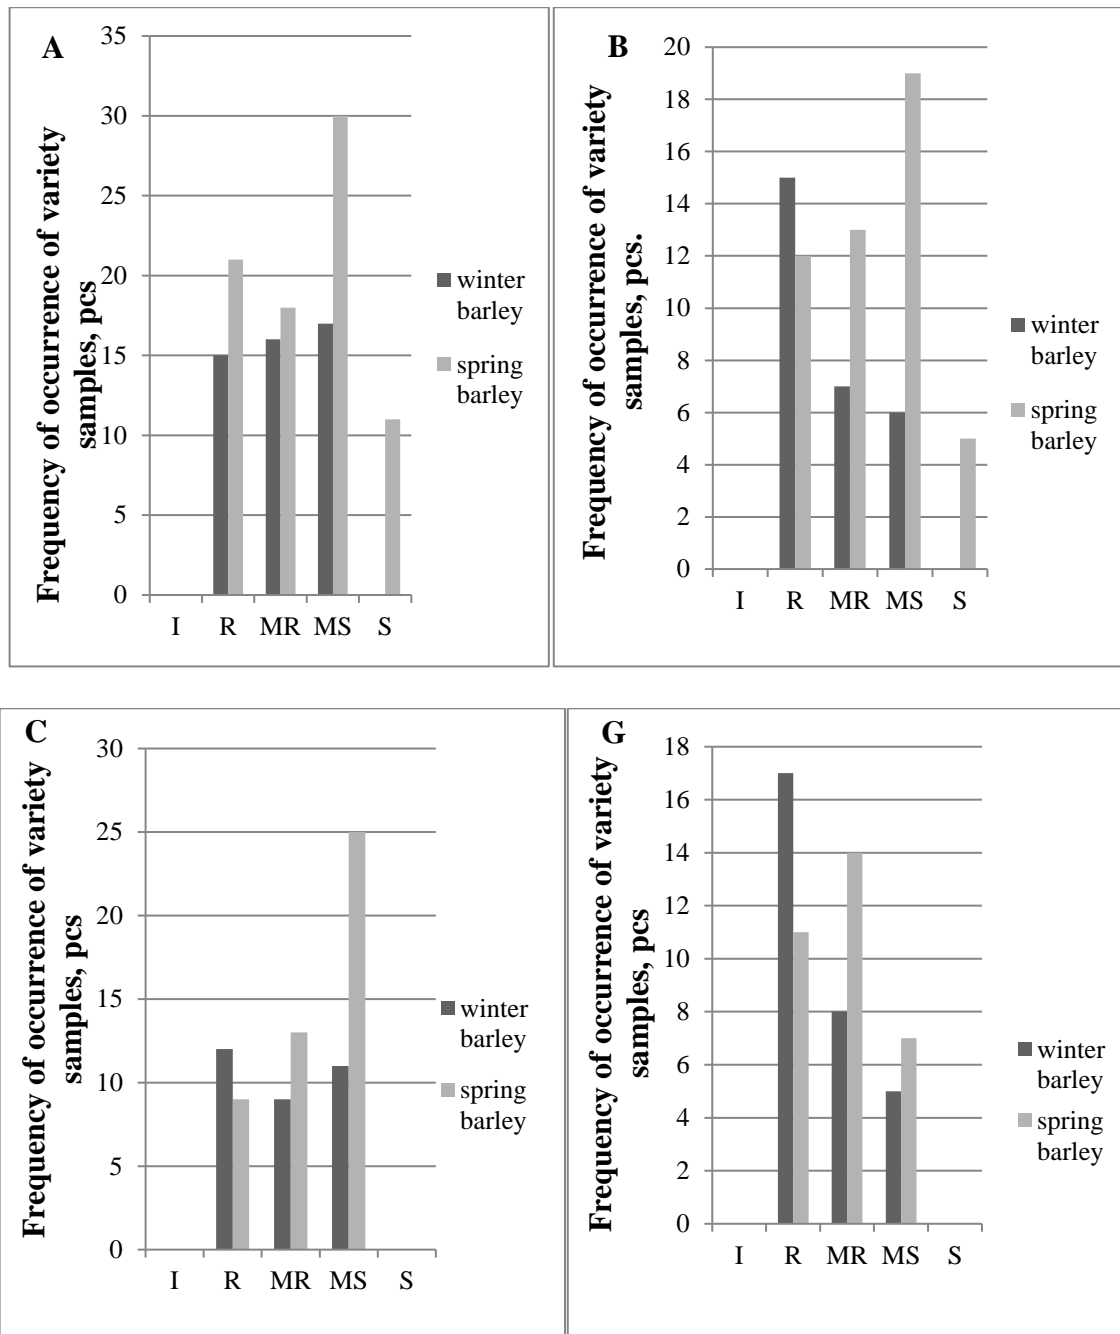 A
Frequency of occurrence of variety
samples, pcs
35
30
25
20
15
10
5
0
I R MR MS S
winter
barley
spring
barley
B
Frequency of occurrence of variety
samples, pcs.
20
18
16
14
12
10
8
6
4
2
0
I R MR MS S
winter
barley
spring
barley
C
Frequency of occurrence of variety
samples, pcs
30
25
20
15
10
5
0
I R MR MS S
winter
barley
spring
barley
G
Frequency of occurrence of variety
samples, pcs
18
16
14
12
10
8
6
4
2
0
I R MR MS S
winter
barley
spring
barley